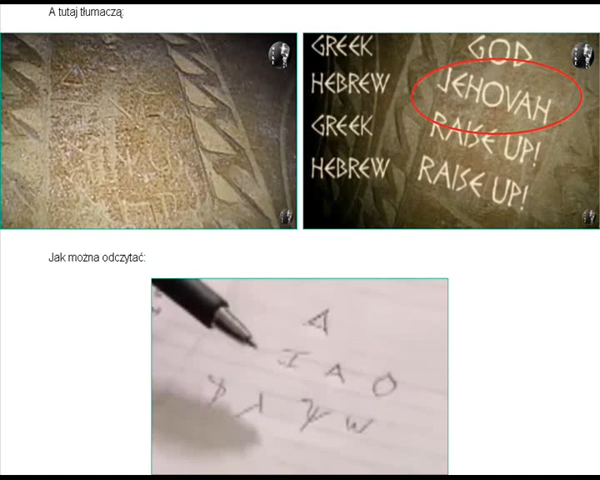 A tutaj tłumaczą:
GREEK GOD
HEBREW JEHOVAH
GREEK RAISE UP!
HEBREW RAISE UP!
Jak można odczytać:
A
I A O